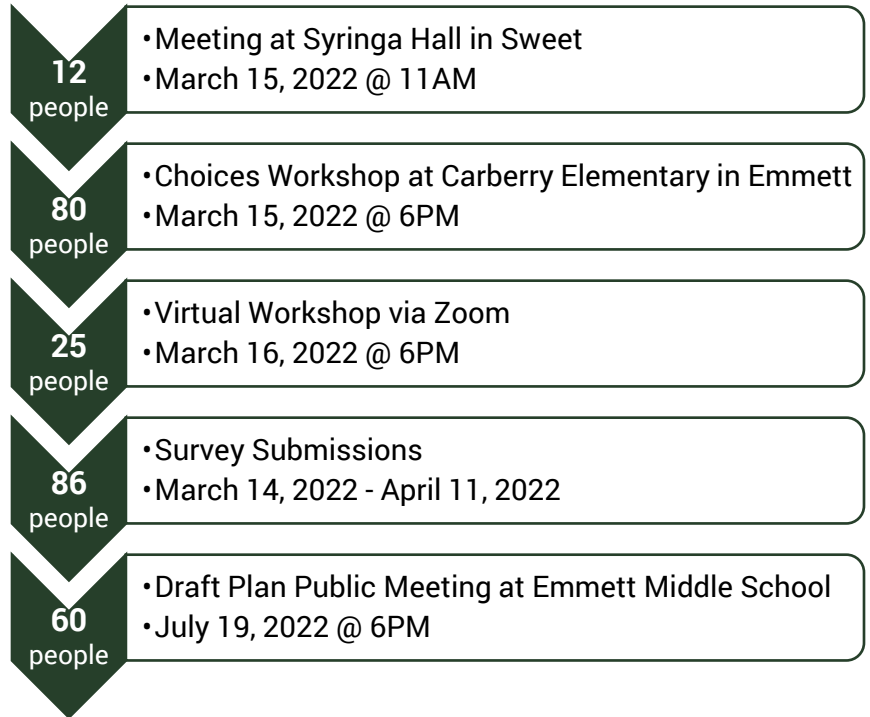 12
people
•Meeting at Syringa Hall in Sweet
•March 15, 2022 @ 11AM
80
people
•Choices Workshop at Carberry Elementary in Emmett
•March 15, 2022 @ 6PM
25
people
•Virtual Workshop via Zoom
•March 16, 2022 @ 6PM
86
people
•Survey Submissions
•March 14, 2022 - April 11, 2022
60
people
•Draft Plan Public Meeting at Emmett Middle School
•July 19, 2022 @ 6PM